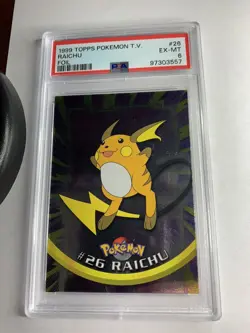 1999 TOPPS POKEMON T.V. #26
RAICHU EX-MT
FOIL 6
PSA 97303557
POKéMON
#26 RAICHU